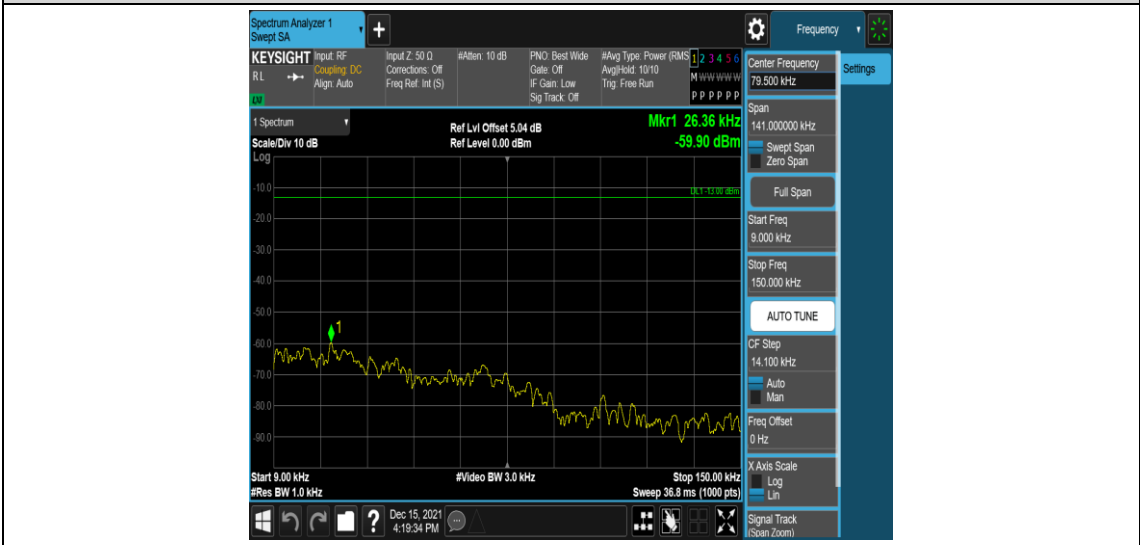 Spectrum Analyzer 1
Swept SA
+
Frequency
KEYSIGHT
RL
LXI
Input: RF
Coupling: DC
Align: Auto
Input Z: 50 Ω
Corrections: Off
Freq Ref: Int (S)
#Atten: 10 dB
PNO: Best Wide
Gate: Off
IF Gain: Low
Sig Track: Off
#Avg Type: Power (RMS
Avg|Hold: 10/10
Trig: Free Run
1 2 3 4 5 6
M W W W W W
P P P P P P
1 Spectrum
Scale/Div 10 dB
Log
Ref Lvl Offset 5.04 dB
Ref Level 0.00 dBm
Mkr1 26.36 kHz
-59.90 dBm
DL1 -13.00 dBm
-10.0
-20.0
-30.0
-40.0
-50.0
-60.0
-70.0
-80.0
-90.0
1
Start 9.00 kHz
#Res BW 1.0 kHz
#Video BW 3.0 kHz
Stop 150.00 kHz
Sweep 36.8 ms (1000 pts)
Center Frequency
79.500 kHz
Settings
Span
141.000000 kHz
Swept Span
Zero Span
Full Span
Start Freq
9.000 kHz
Stop Freq
150.000 kHz
AUTO TUNE
CF Step
14.100 kHz
Auto
Man
Freq Offset
0 Hz
X Axis Scale
Log
Lin
Signal Track
(Span Zoom)
?
Dec 15, 2021
4:19:34 PM